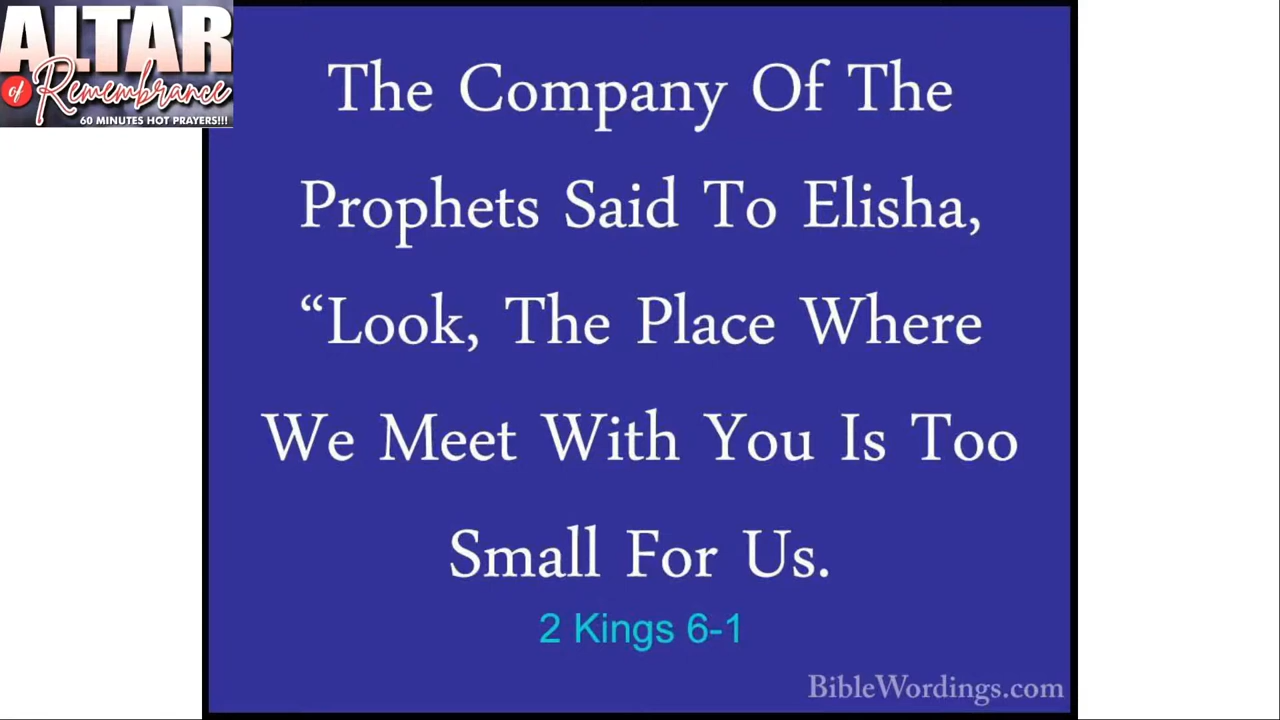 ALTAR
of Remembrance
60 MINUTES HOT PRAYERS!!!
The Company Of The
Prophets Said To Elisha,
“Look, The Place Where
We Meet With You Is Too
Small For Us.
2 Kings 6-1
BibleWordings.com